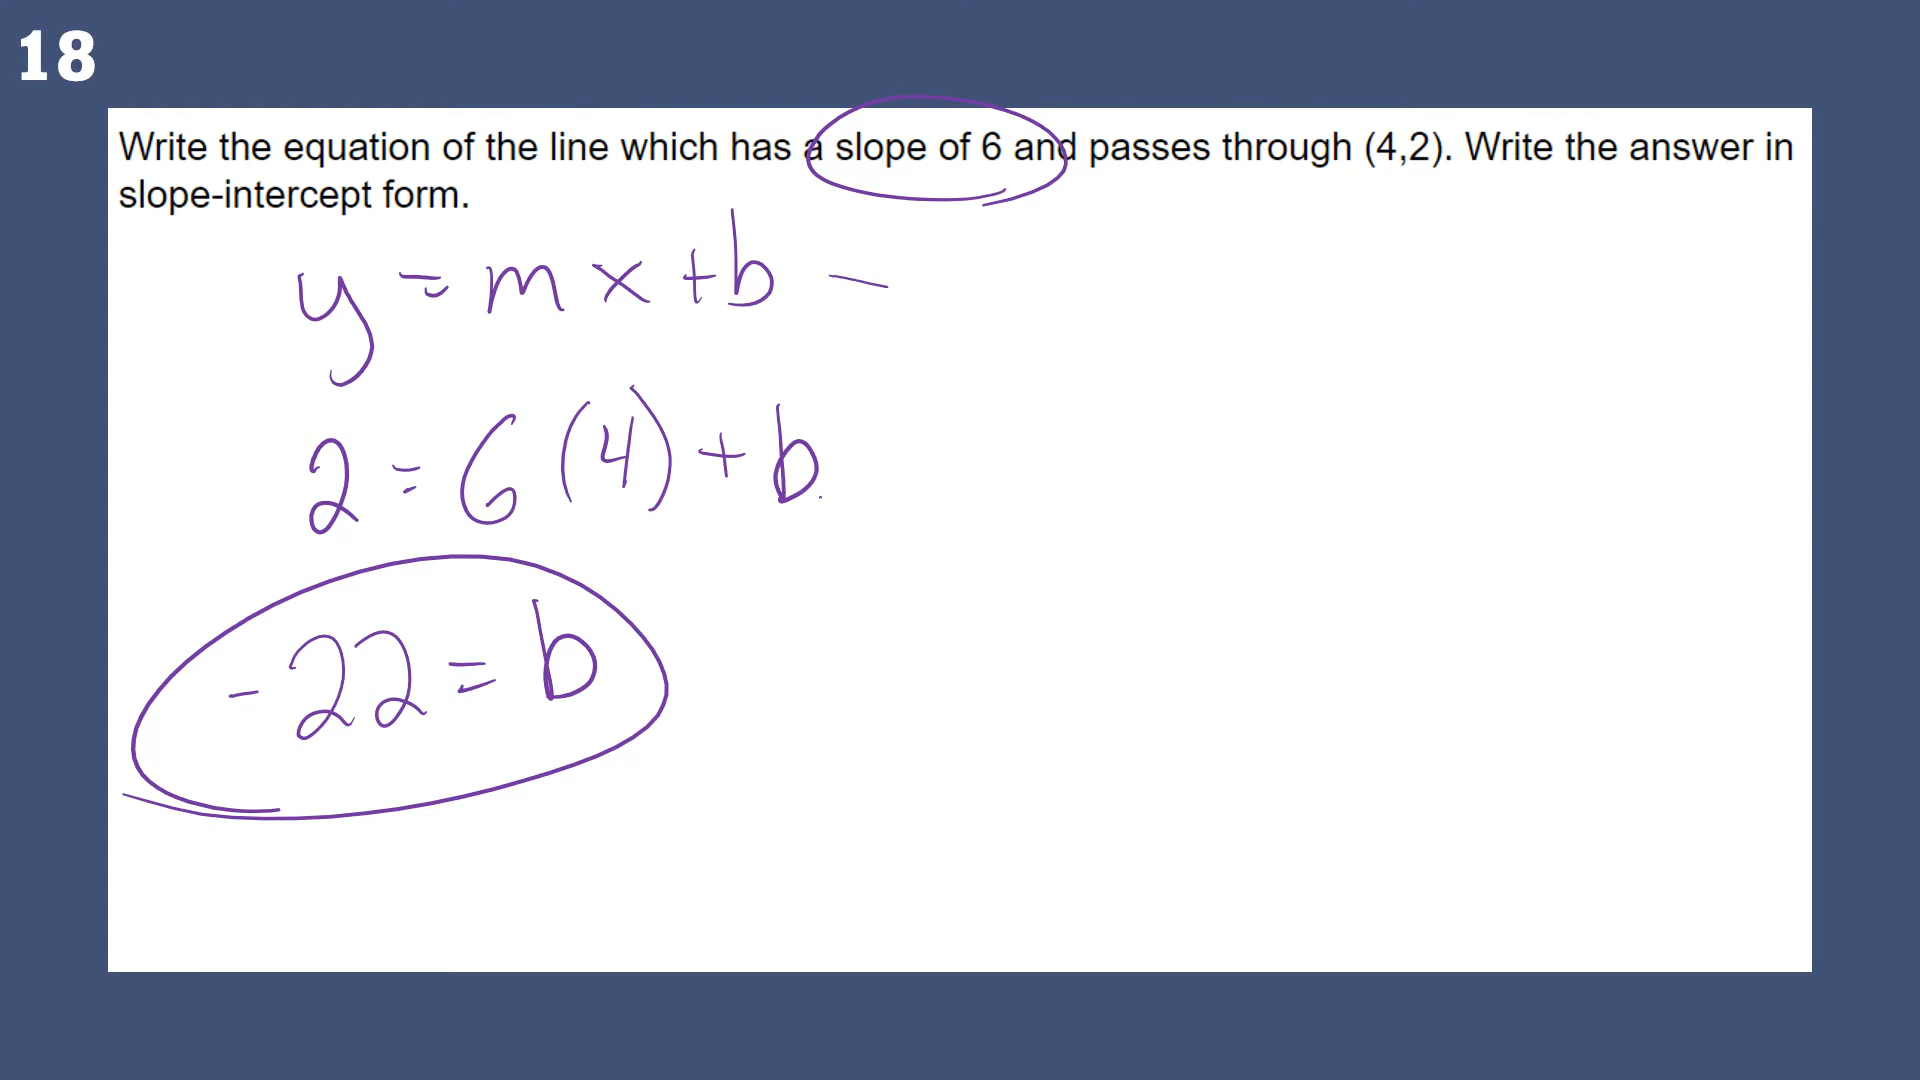 18
Write the equation of the line which has a slope of 6 and passes through (4,2). Write the answer in
slope-intercept form.
y = mx + b —
2 = 6 (4) + b
-22 = b